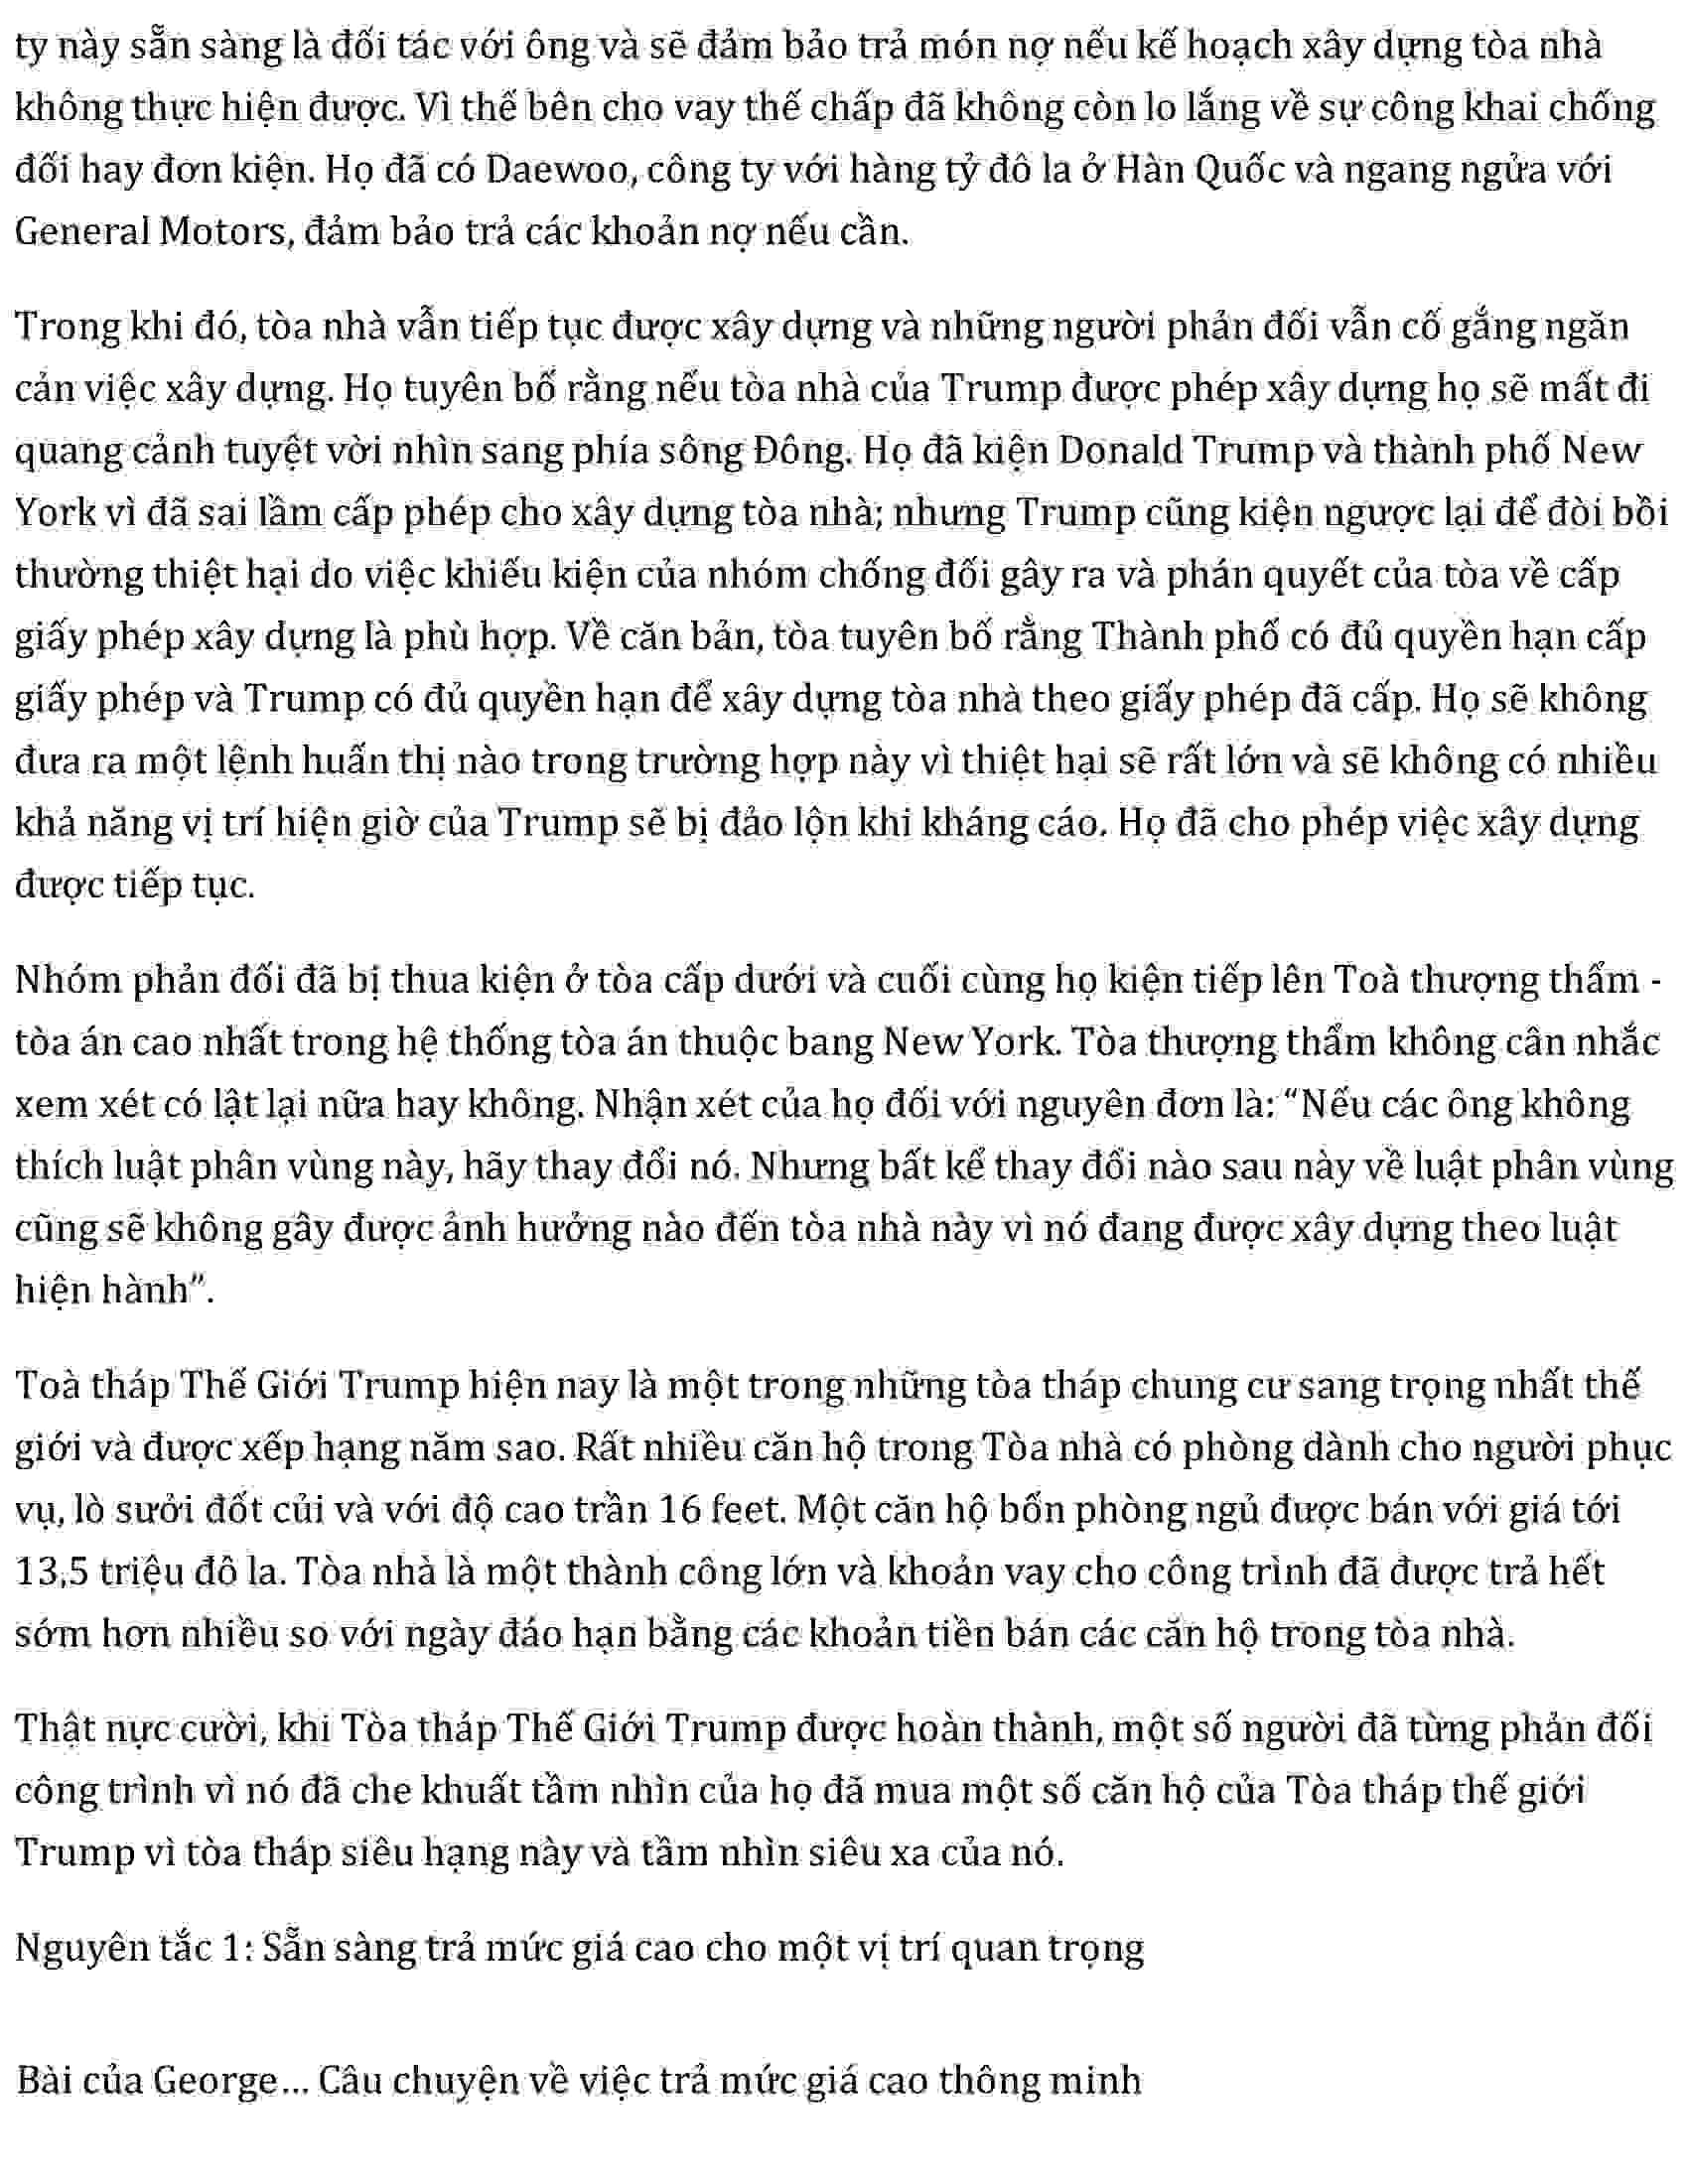 ty này sẵn sàng là đối tác với ông và sẽ đảm bảo trả món nợ nếu kế hoạch xây dựng tòa nhà
không thực hiện được. Vì thế bên cho vay thế chấp đã không còn lo lắng về sự công khai chống
đối hay đơn kiện. Họ đã có Daewoo, công ty với hàng tỷ đô la ở Hàn Quốc và ngang ngửa với
General Motors, đảm bảo trả các khoản nợ nếu cần.
Trong khi đó, tòa nhà vẫn tiếp tục được xây dựng và những người phản đối vẫn cố gắng ngăn
cản việc xây dựng. Họ tuyên bố rằng nếu tòa nhà của Trump được phép xây dựng họ sẽ mất đi
quang cảnh tuyệt vời nhìn sang phía sông Đông. Họ đã kiện Donald Trump và thành phố New
York vì đã sai lầm cấp phép cho xây dựng tòa nhà; nhưng Trump cũng kiện ngược lại để đòi bồi
thường thiệt hại do việc khiếu kiện của nhóm chống đối gây ra và phán quyết của tòa về cấp
giấy phép xây dựng là phù hợp. Về căn bản, tòa tuyên bố rằng Thành phố có đủ quyền hạn cấp
giấy phép và Trump có đủ quyền hạn để xây dựng tòa nhà theo giấy phép đã cấp. Họ sẽ không
đưa ra một lệnh huấn thị nào trong trường hợp này vì thiệt hại sẽ rất lớn và sẽ không có nhiều
khả năng vị trí hiện giờ của Trump sẽ bị đảo lộn khi kháng cáo. Họ đã cho phép việc xây dựng
được tiếp tục.
Nhóm phản đối đã bị thua kiện ở tòa cấp dưới và cuối cùng họ kiện tiếp lên Toà thượng thẩm -
tòa án cao nhất trong hệ thống tòa án thuộc bang New York. Tòa thượng thẩm không cân nhắc
xem xét có lật lại nữa hay không. Nhận xét của họ đối với nguyên đơn là: “Nếu các ông không
thích luật phân vùng này, hãy thay đổi nó. Nhưng bất kể thay đổi nào sau này về luật phân vùng
cũng sẽ không gây được ảnh hưởng nào đến tòa nhà này vì nó đang được xây dựng theo luật
hiện hành”.
Toà tháp Thế Giới Trump hiện nay là một trong những tòa tháp chung cư sang trọng nhất thế
giới và được xếp hạng năm sao. Rất nhiều căn hộ trong Tòa nhà có phòng dành cho người phục
vụ, lò sưởi đốt củi và với độ cao trần 16 feet. Một căn hộ bốn phòng ngủ được bán với giá tới
13,5 triệu đô la. Tòa nhà là một thành công lớn và khoản vay cho công trình đã được trả hết
sớm hơn nhiều so với ngày đáo hạn bằng các khoản tiền bán các căn hộ trong tòa nhà.
Thật nực cười, khi Tòa tháp Thế Giới Trump được hoàn thành, một số người đã từng phản đối
công trình vì nó đã che khuất tầm nhìn của họ đã mua một số căn hộ của Tòa tháp thế giới
Trump vì tòa tháp siêu hạng này và tầm nhìn siêu xa của nó.
Nguyên tắc 1: Sẵn sàng trả mức giá cao cho một vị trí quan trọng
Bài của George... Câu chuyện về việc trả mức giá cao thông minh